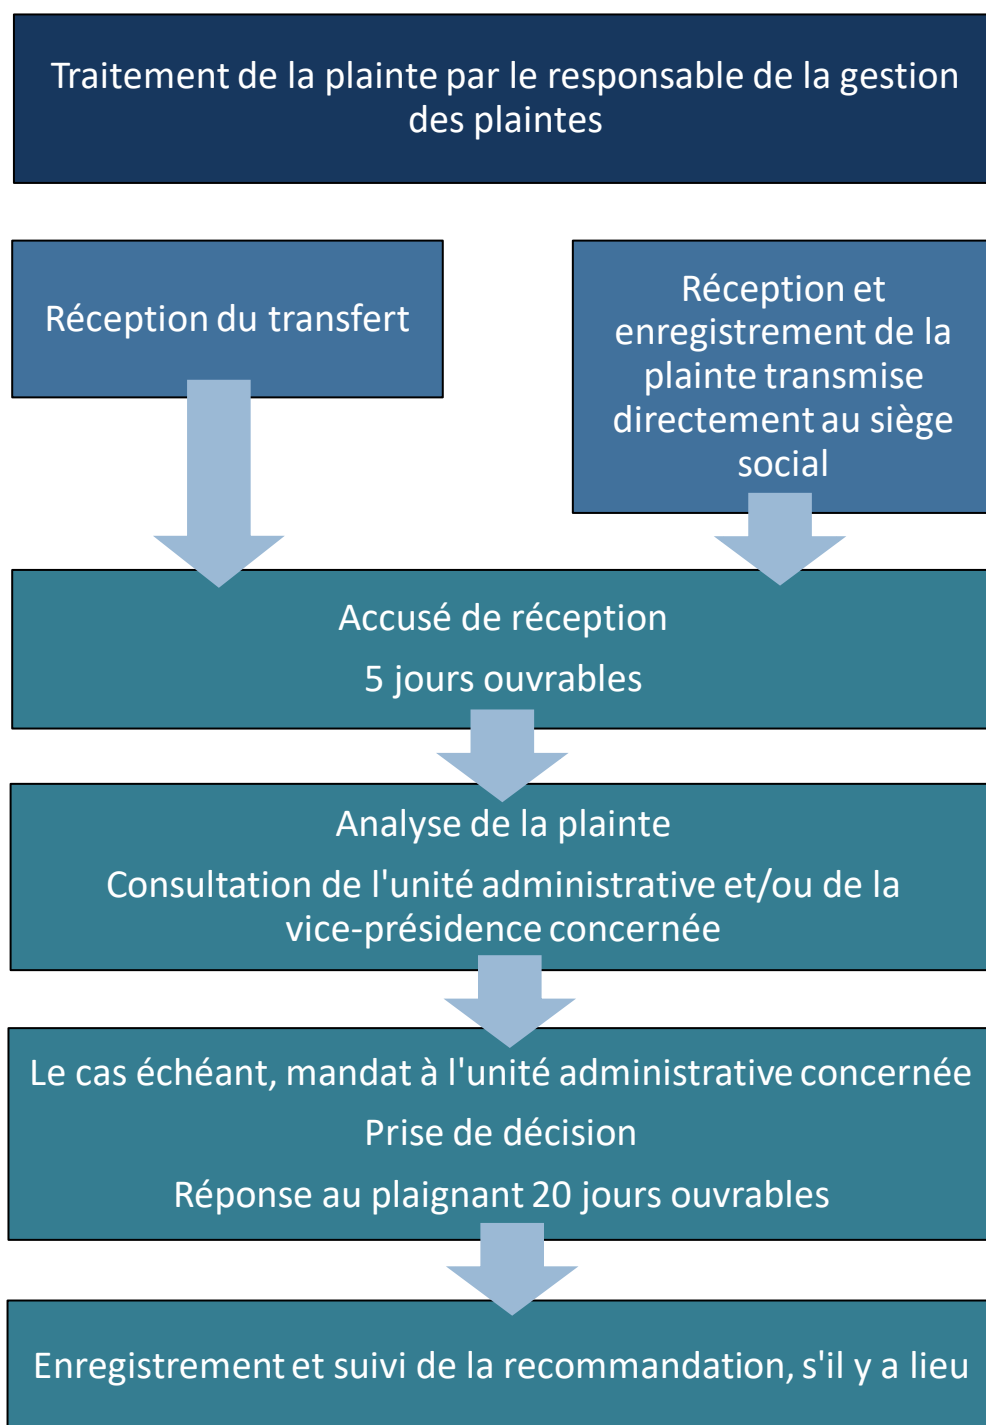 Traitement de la plainte par le responsable de la gestion
des plaintes
Réception du transfert
Réception et
enregistrement de la
plainte transmise
directement au siège
social
Accusé de réception
5 jours ouvrables
Analyse de la plainte
Consultation de l'unité administrative et/ou de la
vice-présidence concernée
Le cas échéant, mandat à l'unité administrative concernée
Prise de décision
Réponse au plaignant 20 jours ouvrables
Enregistrement et suivi de la recommandation, s'il y a lieu